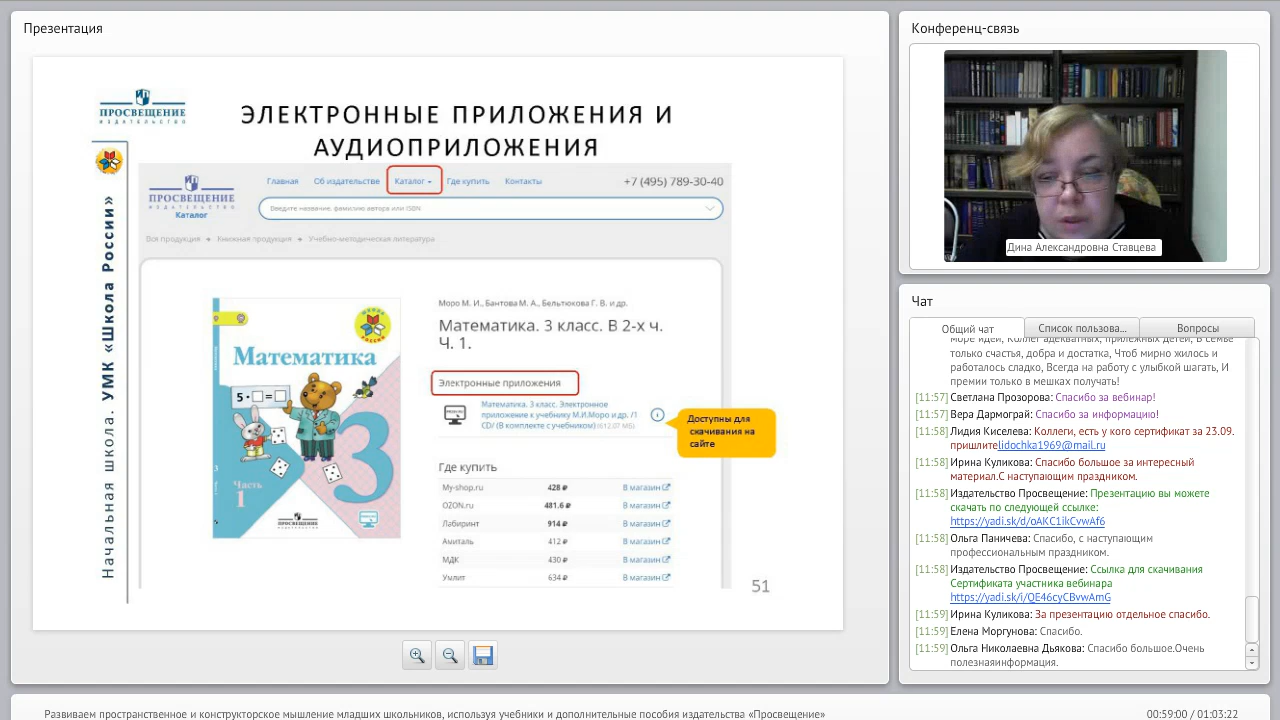 Презентация
ПРОСВЕЩЕНИЕ
ИЗДАТЕЛЬСТВО
ЭЛЕКТРОННЫЕ ПРИЛОЖЕНИЯ И
АУДИОПРИЛОЖЕНИЯ
Начальная школа. УМК «Школа России»
ПРОСВЕЩЕНИЕ
ИЗДАТЕЛЬСТВО
Каталог
Главная Об издательстве Каталог Где купить Контакты
+7 (495) 789-30-40
Введите название, фамилию автора или ISBN
Вся продукция → Книжная продукция → Учебно-методическая литература
Математика
5 · =
3
Часть
1
ПРОСВЕЩЕНИЕ
Моро М. И., Бантова М. А., Бельтюкова Г. В. и др.
Математика. 3 класс. В 2-х ч.
Ч. 1.
Электронные приложения
Математика. 3 класс. Электронное
приложение к учебнику М.И.Моро и др. /1
CD/ (В комплекте с учебником) (612.07 МБ).
Доступны для
скачивания на
сайте
Где купить
My-shop.ru 428 ₽ В магазин
OZON.ru 481.6 ₽ В магазин
Лабиринт 914 ₽ В магазин
Амиталь 412 ₽ В магазин
МДК 430 ₽ В магазин
Умлит 634 ₽ В магазин
51
Конференц-связь
Дина Александровна Ставцева
Чат
Общий чат Список пользова... Вопросы
море идей, Коллег адекватных, прилежных детей, В семье
только счастья, добра и достатка, Чтоб мирно жилось и
работалось сладко, Всегда на работу с улыбкой шагать, И
премии только в мешках получать!
[11:57] Светлана Прозорова: Спасибо за вебинар!
[11:57] Вера Дармограй: Спасибо за информацию!
[11:58] Лидия Киселева: Коллеги, есть у кого сертификат за 23.09.
пришлитеlidochka1969@mail.ru
[11:58] Ирина Куликова: Спасибо большое за интересный
материал.С наступающим праздником.
[11:58] Издательство Просвещение: Презентацию вы можете
скачать по следующей ссылке:
https://yadi.sk/d/oAKC1ikCvwAf6
[11:58] Ольга Паничева: Спасибо, с наступающим
профессиональным праздником.
[11:58] Издательство Просвещение: Ссылка для скачивания
Сертификата участника вебинара
https://yadi.sk/i/QE46cyCBvwAmG
[11:59] Ирина Куликова: За презентацию отдельное спасибо.
[11:59] Елена Моргунова: Спасибо.
[11:59] Ольга Николаевна Дьякова: Спасибо большое.Очень
полезнаяинформация.
Развиваем пространственное и конструкторское мышление младших школьников, используя учебники и дополнительные пособия издательства «Просвещение»
00:59:00 / 01:03:22